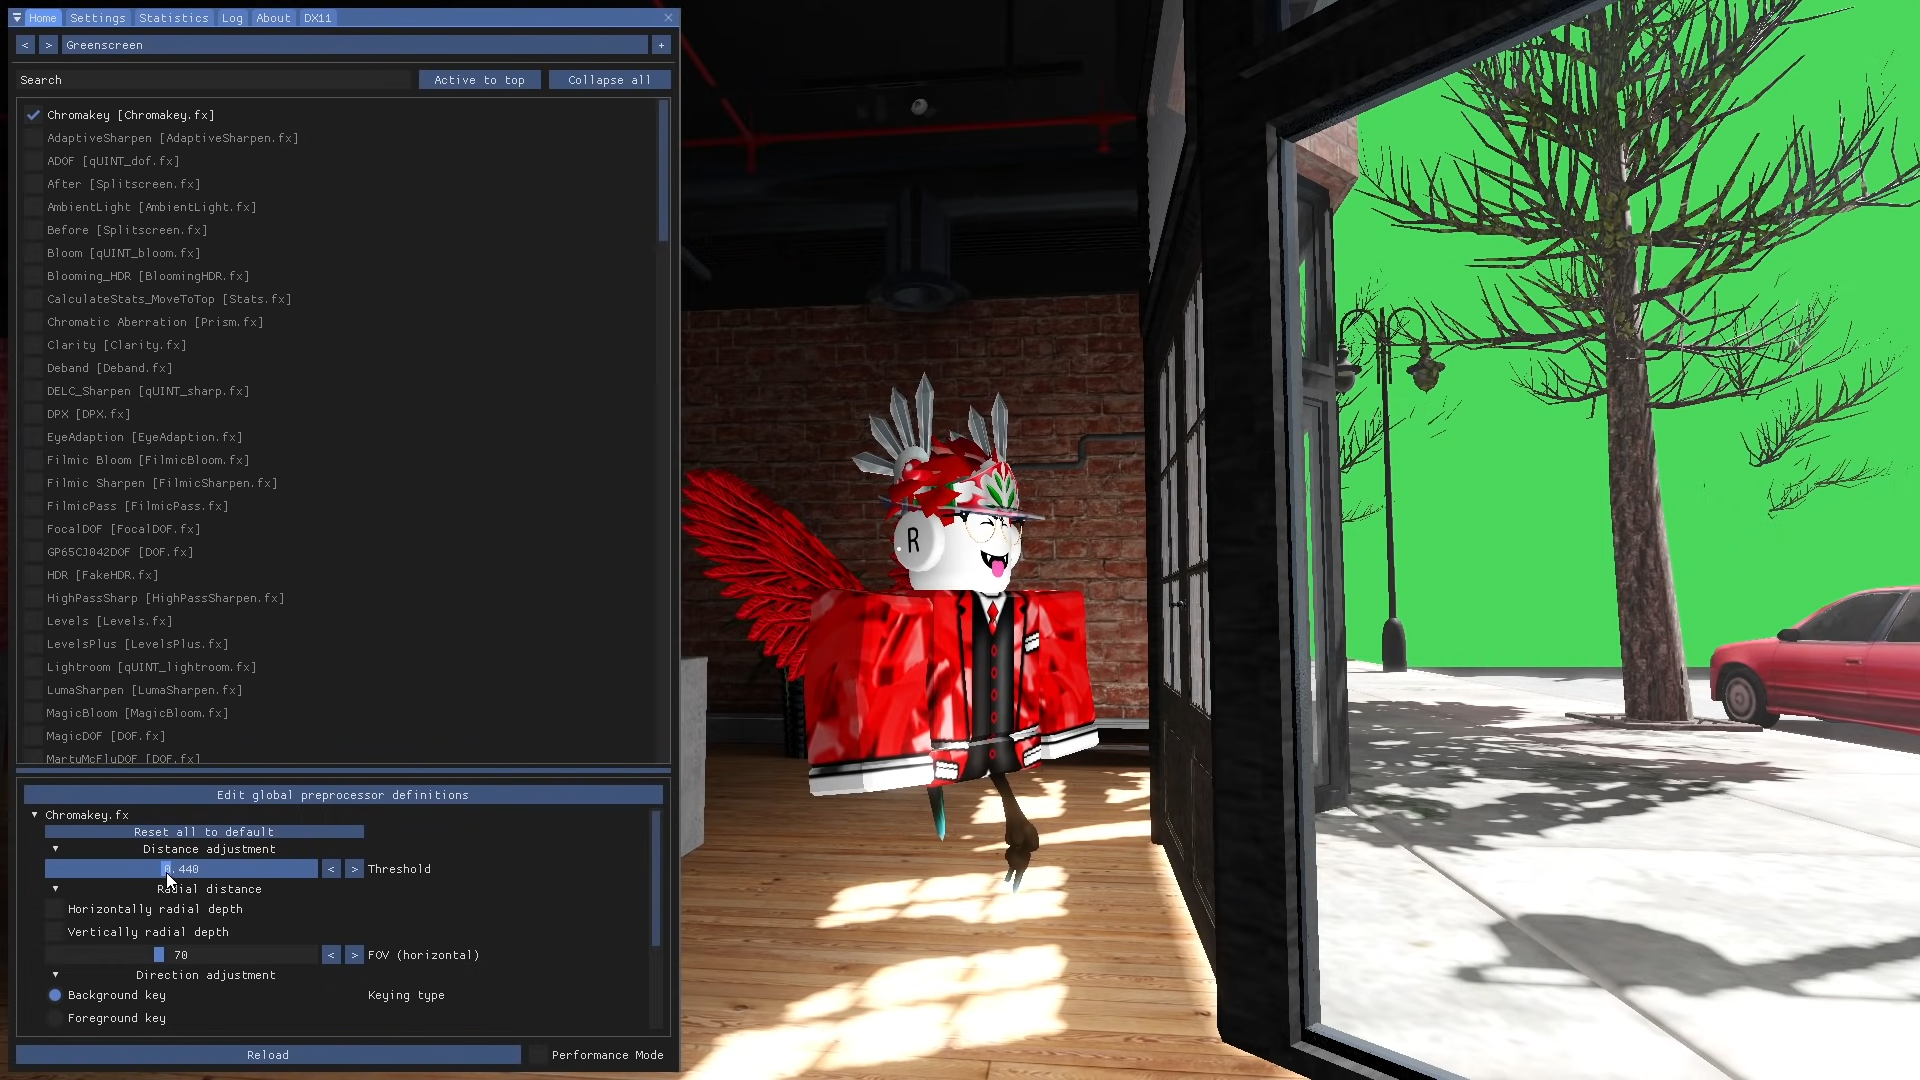 Home Settings Statistics Log About DX11
< > Greenscreen +
Search Active to top Collapse all
Chromakey [Chromakey.fx]
AdaptiveSharpen [AdaptiveSharpen.fx]
ADOF [qUINT_dof.fx]
After [Splitscreen.fx]
AmbientLight [AmbientLight.fx]
Before [Splitscreen.fx]
Bloom [qUINT_bloom.fx]
Blooming_HDR [BloomingHDR.fx]
CalculateStats_MoveToTop [Stats.fx]
Chromatic Aberration [Prism.fx]
Clarity [Clarity.fx]
Deband [Deband.fx]
DELC_Sharpen [qUINT_sharp.fx]
DPX [DPX.fx]
EyeAdaption [EyeAdaption.fx]
Filmic Bloom [FilmicBloom.fx]
Filmic Sharpen [FilmicSharpen.fx]
FilmicPass [FilmicPass.fx]
FocalDOF [FocalDOF.fx]
GP65CJ042DOF [DOF.fx]
HDR [FakeHDR.fx]
HighPassSharp [HighPassSharpen.fx]
Levels [Levels.fx]
LevelsPlus [LevelsPlus.fx]
Lightroom [qUINT_lightroom.fx]
LumaSharpen [LumaSharpen.fx]
MagicBloom [MagicBloom.fx]
MagicDOF [DOF.fx]
MartyMcFlyDOF [DOF.fx]
Edit global preprocessor definitions
Chromakey.fx
Reset all to default
Distance adjustment
0.440 < > Threshold
Radial distance
Horizontally radial depth
Vertically radial depth
70 < > FOV (horizontal)
Direction adjustment
Background key Keying type
Foreground key
Reload Performance Mode
R